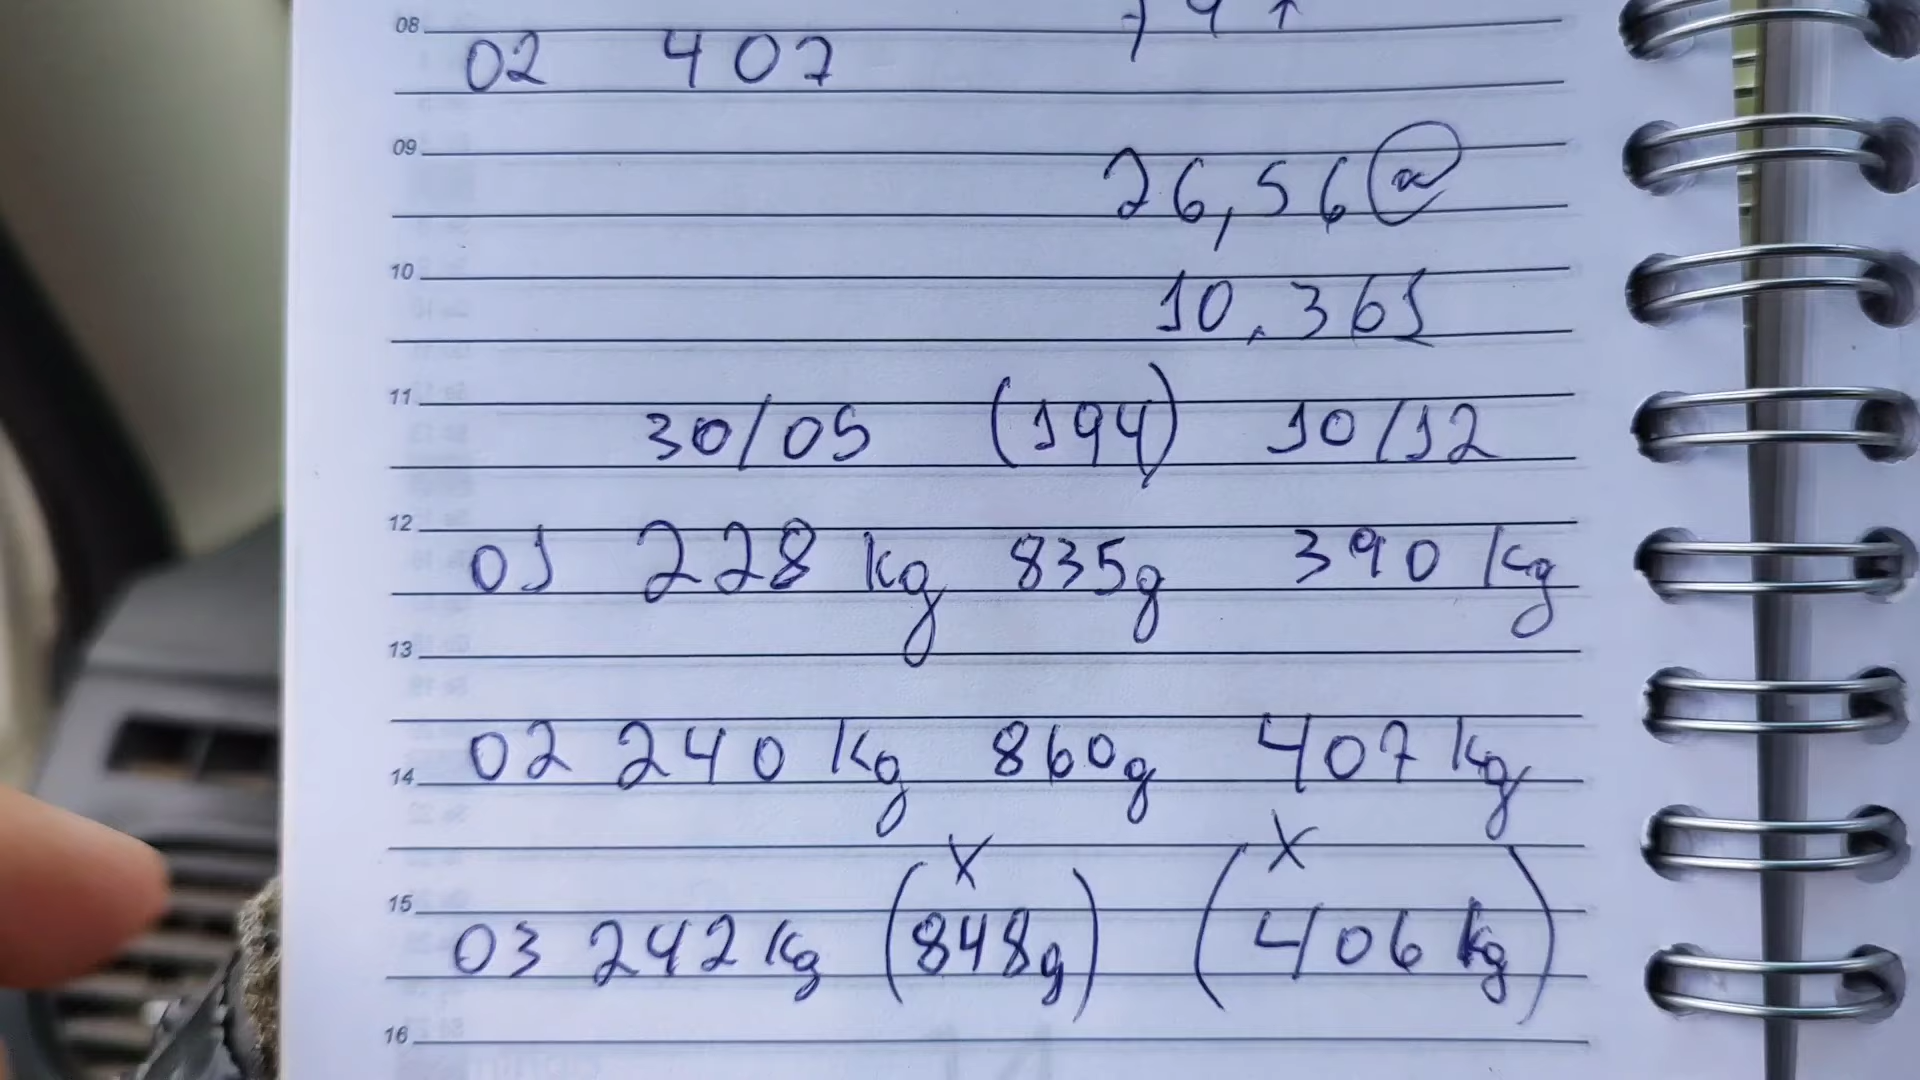 08
02 407
09
26,56 @
10
10.361
11
30/05 (194) 10/12
12
01 228 kg 835g 390 kg
13
02 240 kg 860g 407 kg
14
X X
15
03 242 kg (848g) (406 kg)
16